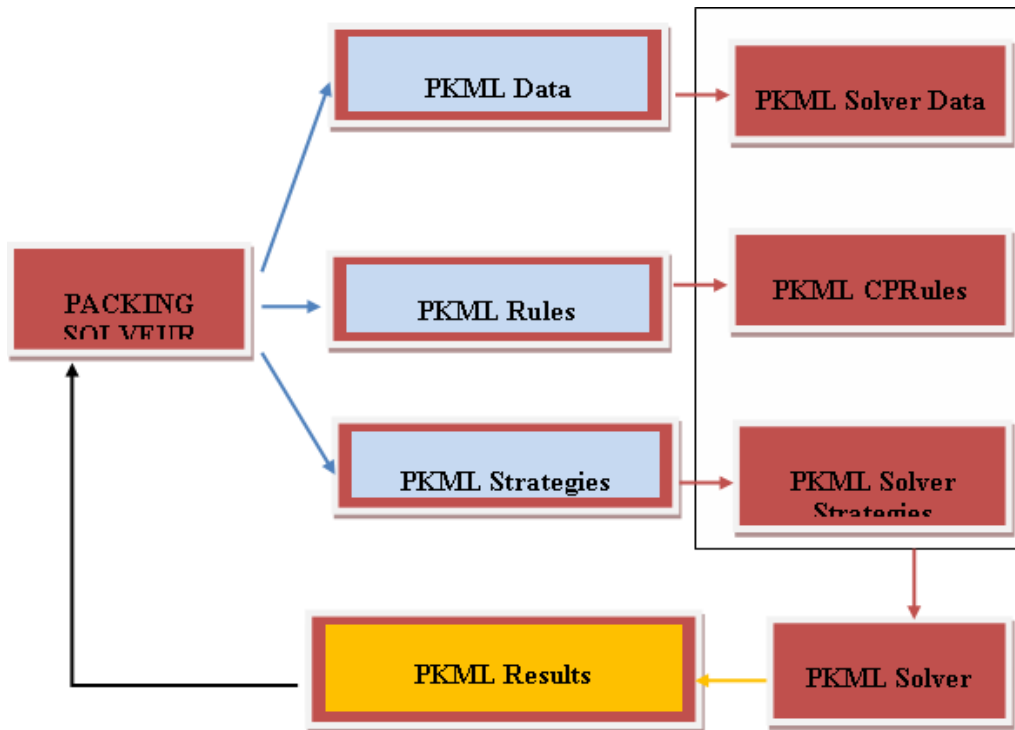 PKML Data
PKML Solver Data
PACKING
SOLVEUR
PKML Rules
PKML CPRules
PKML Strategies
PKML Solver
Strategies
PKML Results
PKML Solver